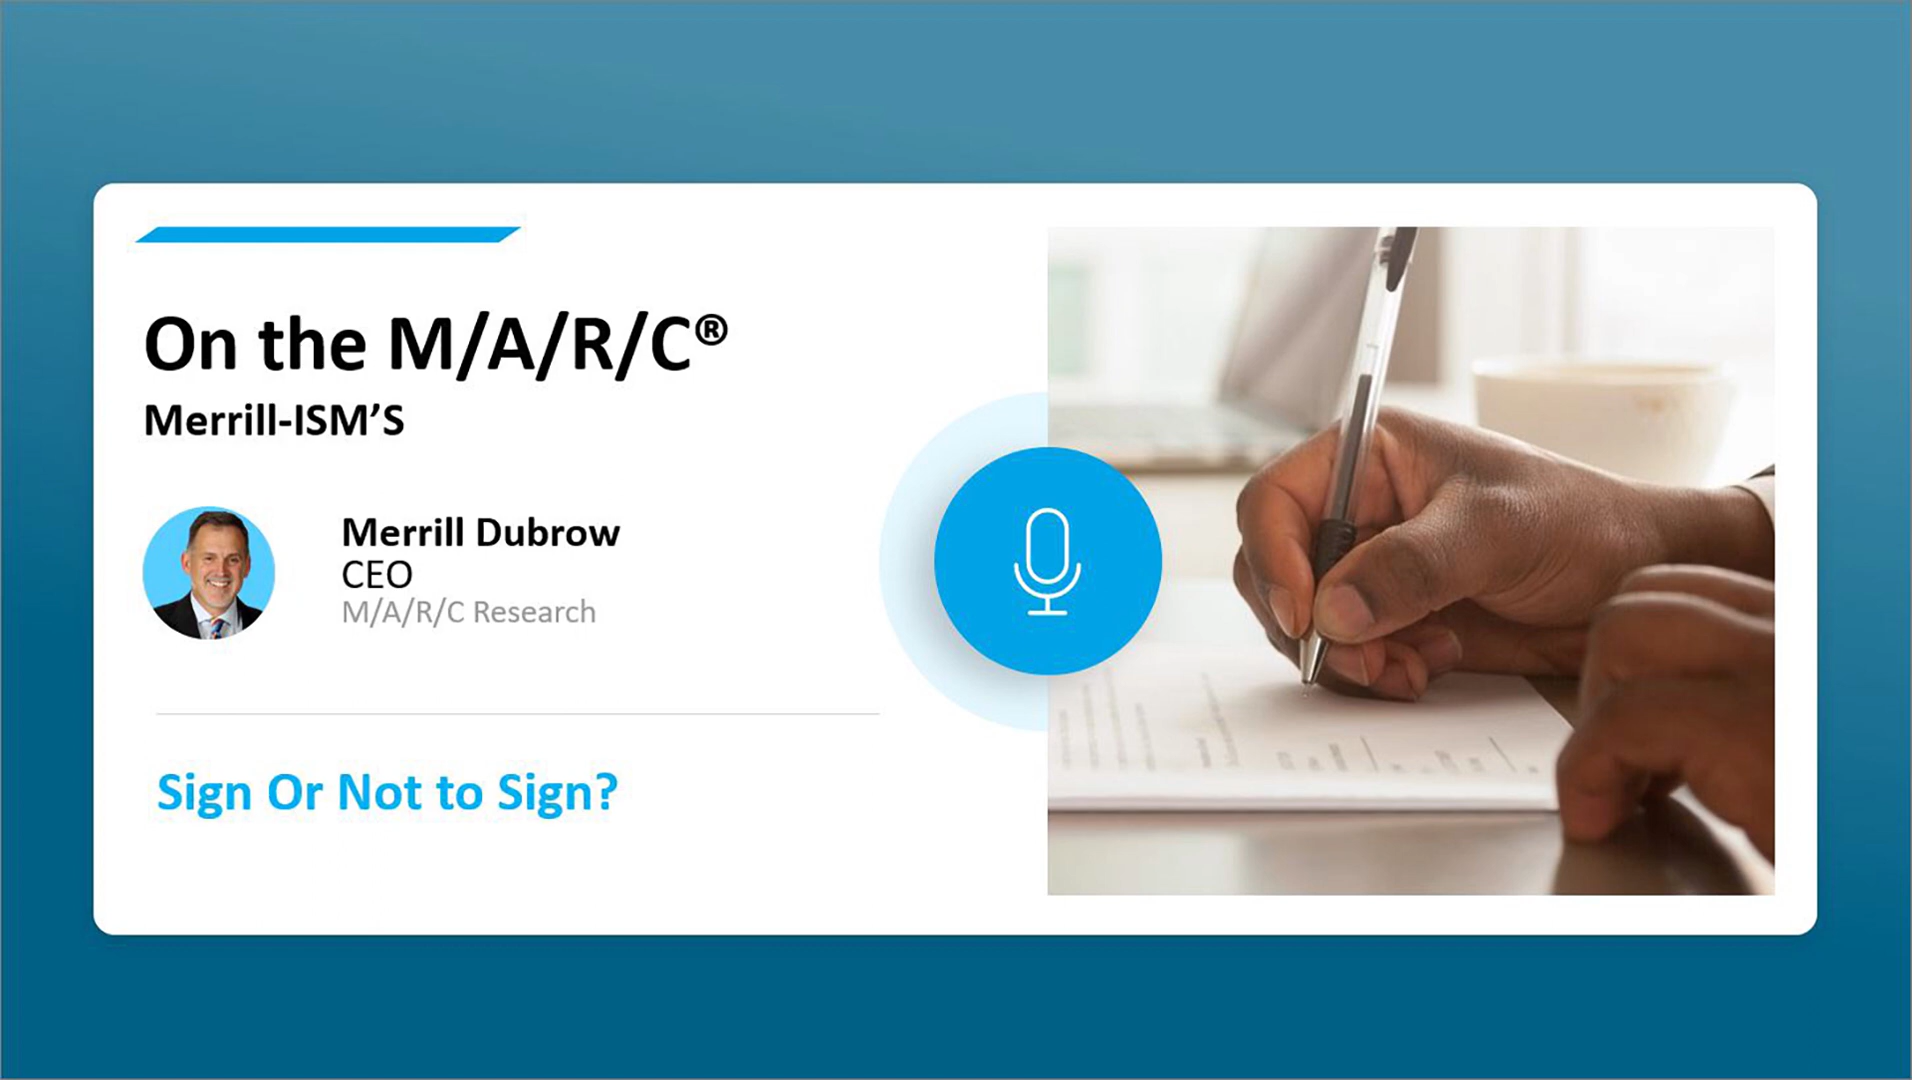 On the M/A/R/C®
Merrill-ISM’S
Merrill Dubrow
CEO
M/A/R/C Research
Sign Or Not to Sign?